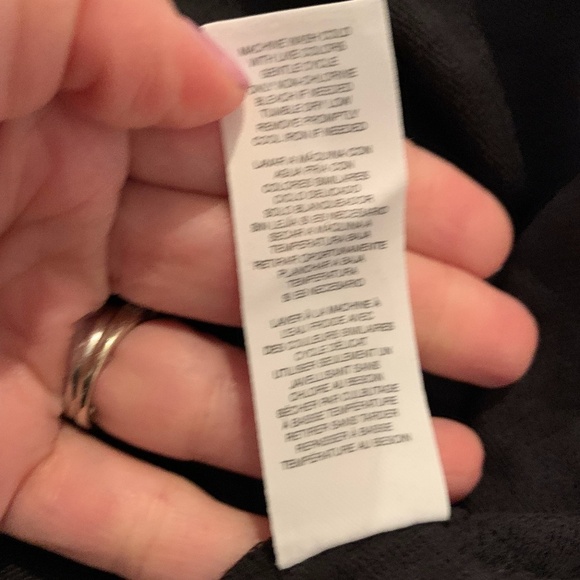 MACHINE WASH COLD
WITH LIKE COLORS
GENTLE CYCLE
ONLY NON-CHLORINE
BLEACH IF NEEDED
TUMBLE DRY LOW
REMOVE PROMPTLY
COOL IRON IF NEEDED
LAVAR A MÁQUINA CON
AGUA FRÍA CON
COLORES SIMILARES
CICLO DELICADO
SOLO BLANQUEADOR
SIN LEJÍA SI ES NECESARIO
SECAR A MÁQUINA A
TEMPERATURA BAJA
RETIRAR OPORTUNAMENTE
PLANCHAR A BAJA
TEMPERATURA
SI ES NECESARIO
LAVER À LA MACHINE À
L'EAU FROIDE AVEC
DES COULEURS SIMILAIRES
CYCLE DÉLICAT
UTILISER SEULEMENT UN
JAVELLISANT SANS
CHLORE AU BESOIN
SÉCHER PAR CULBUTAGE
À BASSE TEMPÉRATURE
RETIRER SANS TARDER
REPASSER À BASSE
TEMPÉRATURE AU BESOIN